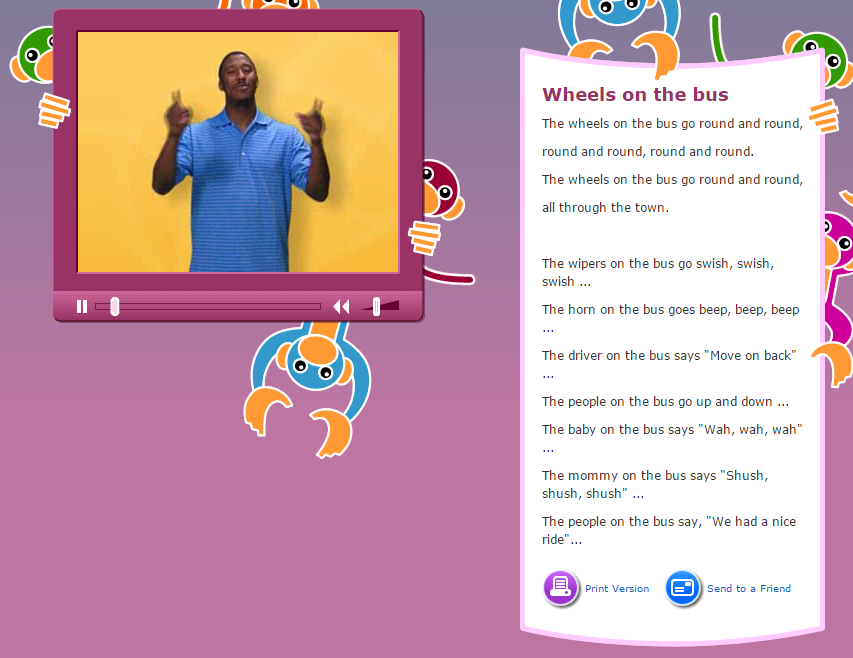 Wheels on the bus
The wheels on the bus go round and round,
round and round, round and round.
The wheels on the bus go round and round,
all through the town.
The wipers on the bus go swish, swish,
swish ...
The horn on the bus goes beep, beep, beep
...
The driver on the bus says "Move on back"
...
The people on the bus go up and down ...
The baby on the bus says "Wah, wah, wah"
...
The mommy on the bus says "Shush,
shush, shush" ...
The people on the bus say, "We had a nice
ride"...
Print Version
Send to a Friend